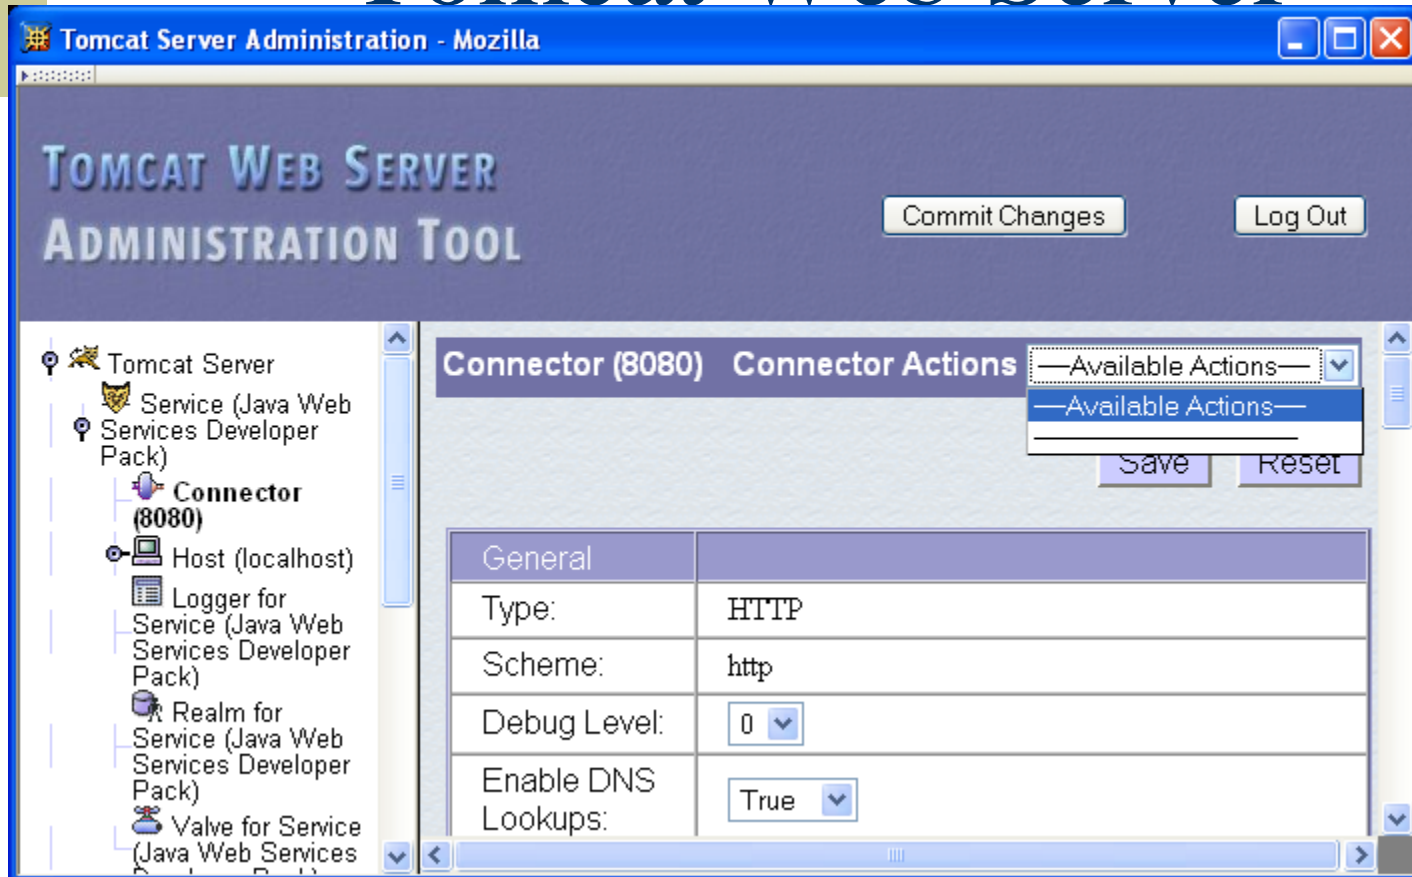 Tomcat Web Server
Tomcat Server Administration - Mozilla
TOMCAT WEB SERVER
ADMINISTRATION TOOL
Commit Changes
Log Out
Tomcat Server
Service (Java Web
Services Developer
Pack)
Connector
(8080)
Host (localhost)
Logger for
Service (Java Web
Services Developer
Pack)
Realm for
Service (Java Web
Services Developer
Pack)
Valve for Service
(Java Web Services
Connector (8080) Connector Actions —Available Actions—
—Available Actions—
Save Reset
General
Type: HTTP
Scheme: http
Debug Level: 0
Enable DNS
Lookups: True